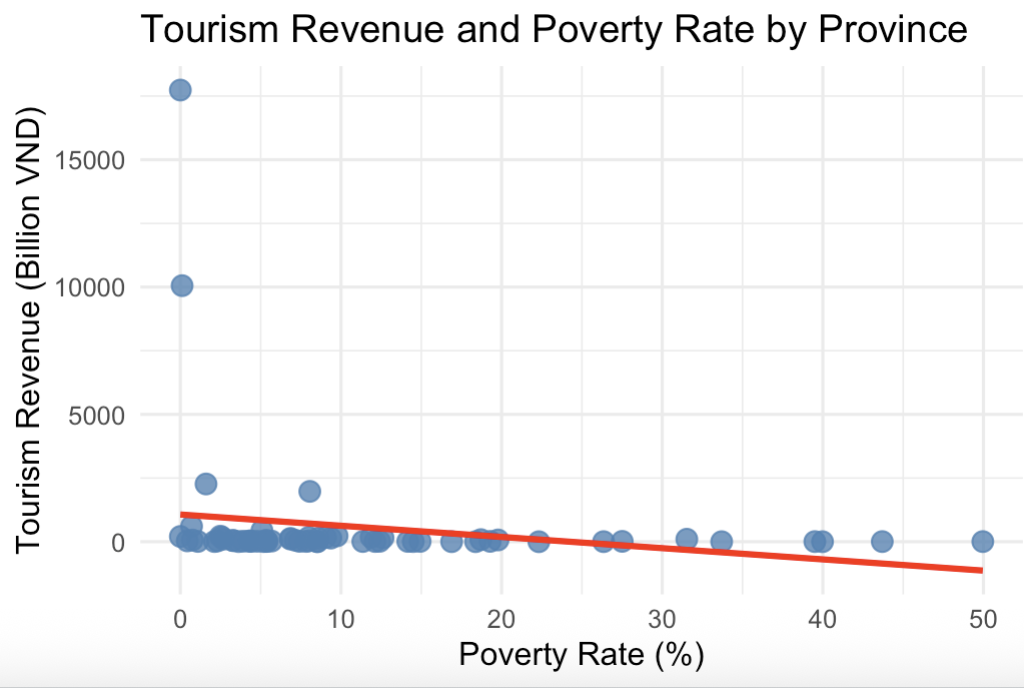 Tourism Revenue and Poverty Rate by Province
Tourism Revenue (Billion VND)
15000
10000
5000
0
0 10 20 30 40 50
Poverty Rate (%)